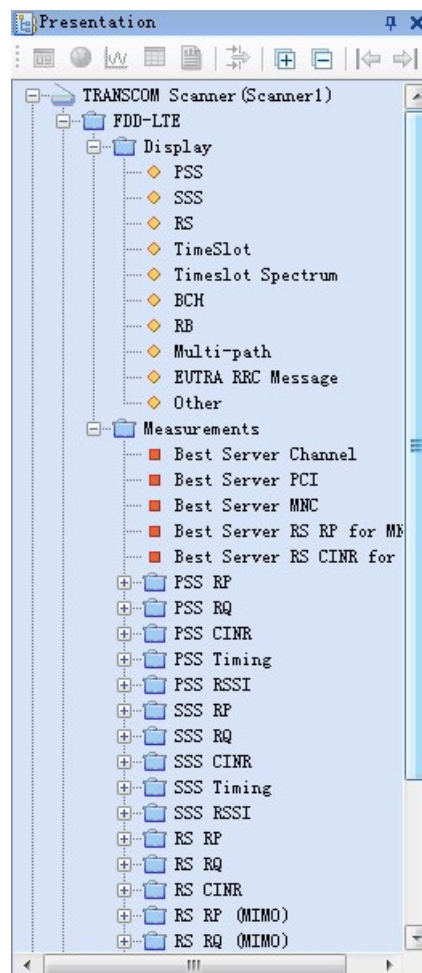 Presentation
TRANSCOM Scanner(Scanner1)
FDD-LTE
Display
PSS
SSS
RS
TimeSlot
Timeslot Spectrum
BCH
RB
Multi-path
EUTRA RRC Message
Other
Measurements
Best Server Channel
Best Server PCI
Best Server MNC
Best Server RS RP for
Best Server RS CINR for
PSS RP
PSS RQ
PSS CINR
PSS Timing
PSS RSSI
SSS RP
SSS RQ
SSS CINR
SSS Timing
SSS RSSI
RS RP
RS RQ
RS CINR
RS RP (MIMO)
RS RQ (MIMO)